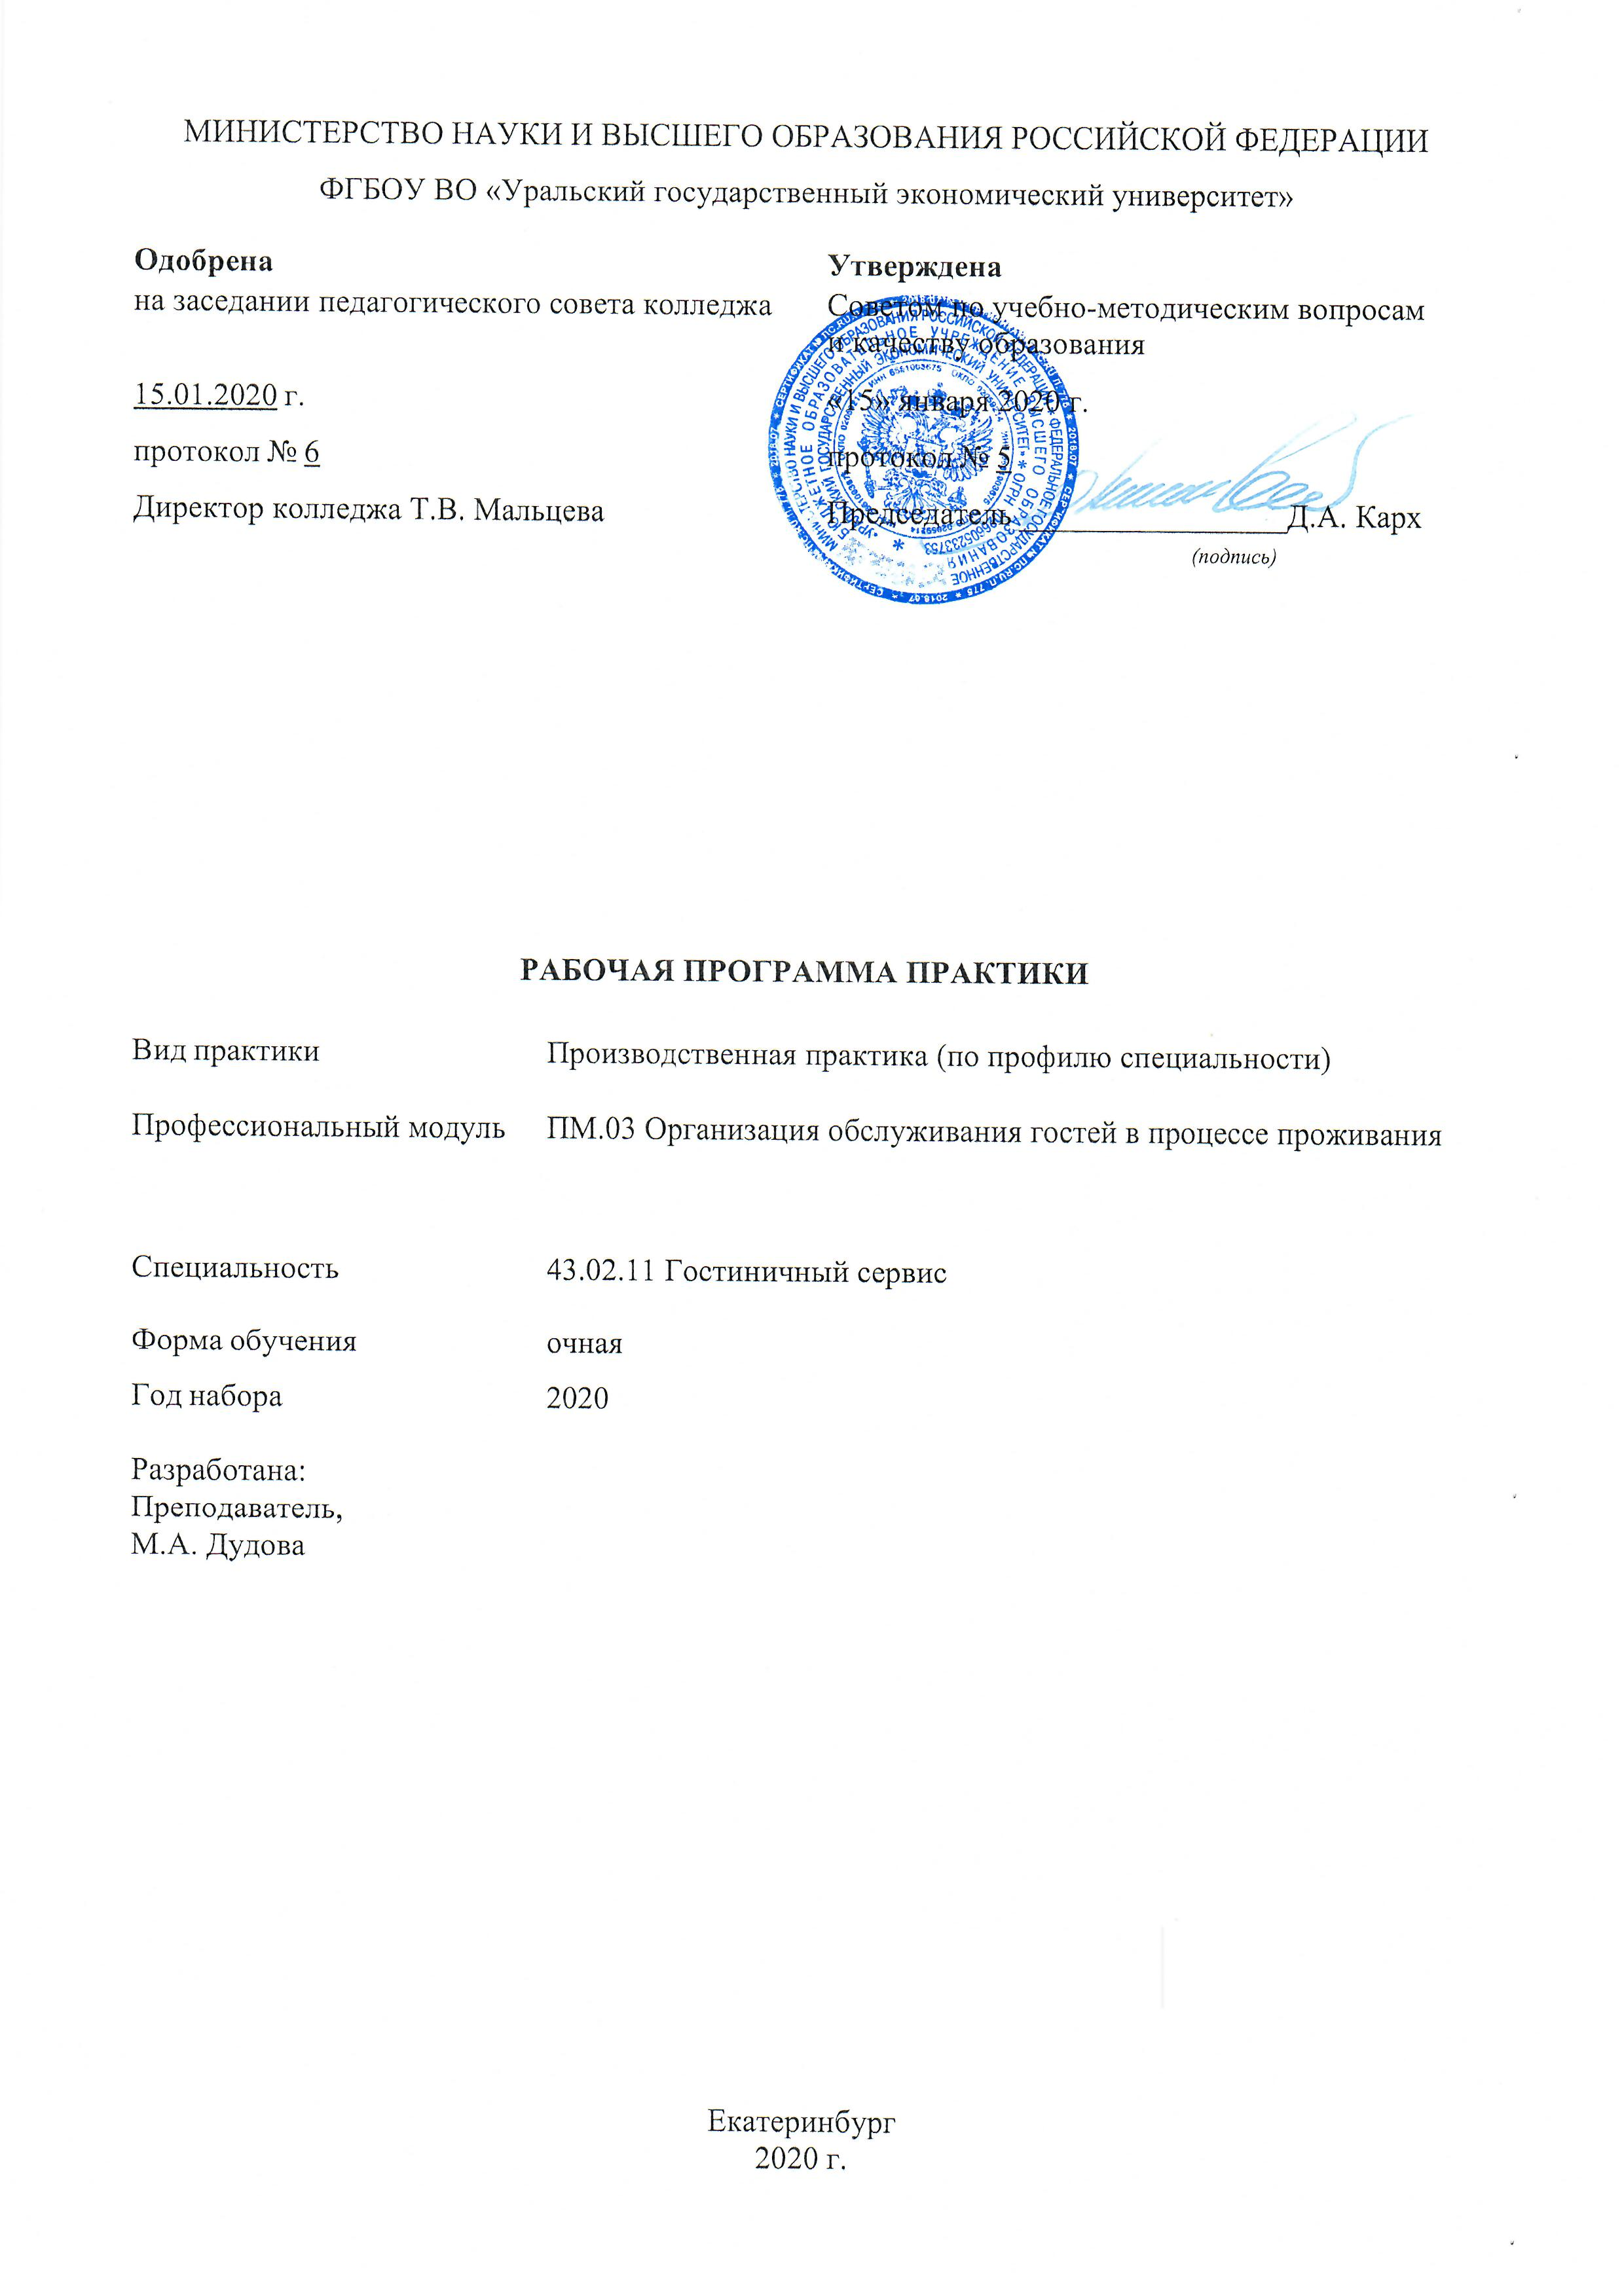 МИНИСТЕРСТВО НАУКИ И ВЫСШЕГО ОБРАЗОВАНИЯ РОССИЙСКОЙ ФЕДЕРАЦИИ
ФГБОУ ВО «Уральский государственный экономический университет»
Одобрена
на заседании педагогического совета колледжа
15.01.2020 г.
протокол № 6
Директор колледжа Т.В. Мальцева
Утверждена
Советом по учебно-методическим вопросам
и качеству образования
«15» января 2020 г.
протокол № 5
Председатель Д.А. Карх
(подпись)
РАБОЧАЯ ПРОГРАММА ПРАКТИКИ
Вид практики Производственная практика (по профилю специальности)
Профессиональный модуль ПМ.03 Организация обслуживания гостей в процессе проживания
Специальность 43.02.11 Гостиничный сервис
Форма обучения очная
Год набора 2020
Разработана:
Преподаватель,
М.А. Дудова
Екатеринбург
2020 г.